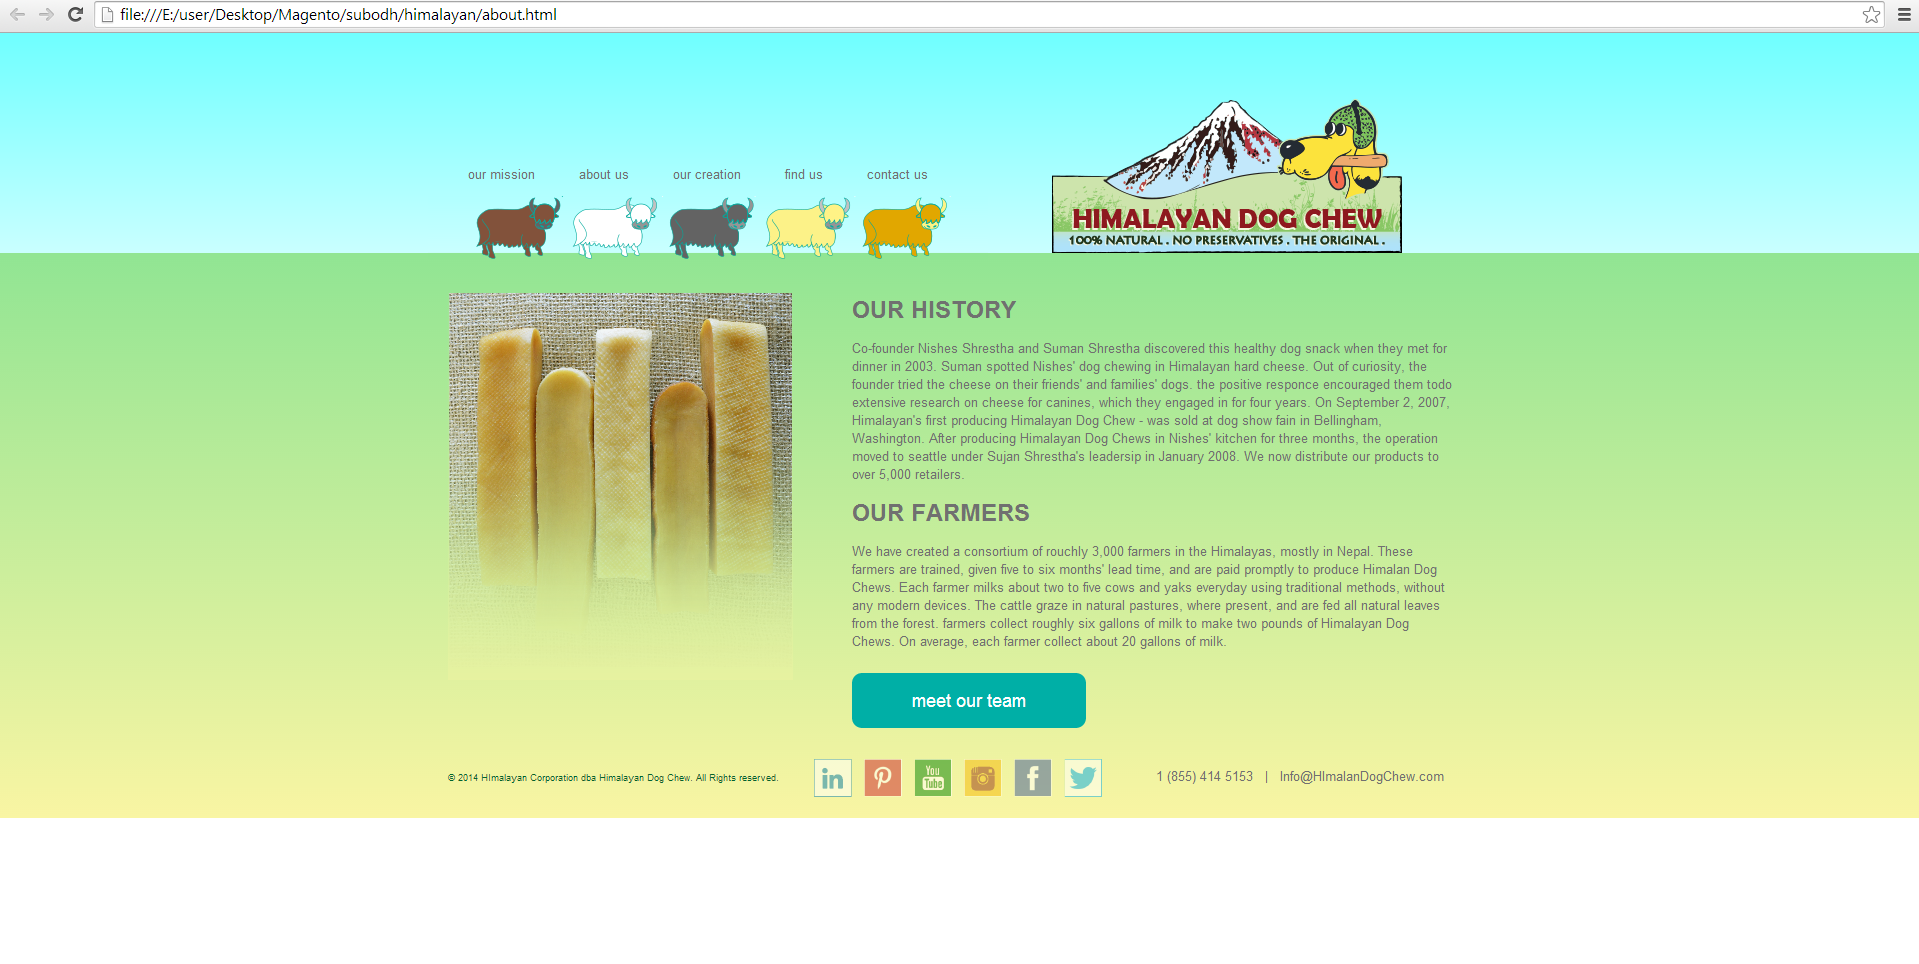 file:///E:/user/Desktop/Magento/subodh/himalayan/about.html
our mission about us our creation find us contact us
HIMALAYAN DOG CHEW
100% NATURAL . NO PRESERVATIVES . THE ORIGINAL .
OUR HISTORY
Co-founder Nishes Shrestha and Suman Shrestha discovered this healthy dog snack when they met for
dinner in 2003. Suman spotted Nishes' dog chewing in Himalayan hard cheese. Out of curiosity, the
founder tried the cheese on their friends' and families' dogs. the positive responce encouraged them todo
extensive research on cheese for canines, which they engaged in for four years. On September 2, 2007,
Himalayan's first producing Himalayan Dog Chew - was sold at dog show fain in Bellingham,
Washington. After producing Himalayan Dog Chews in Nishes' kitchen for three months, the operation
moved to seattle under Sujan Shrestha's leadersip in January 2008. We now distribute our products to
over 5,000 retailers.
OUR FARMERS
We have created a consortium of rouchly 3,000 farmers in the Himalayas, mostly in Nepal. These
farmers are trained, given five to six months' lead time, and are paid promptly to produce Himalan Dog
Chews. Each farmer milks about two to five cows and yaks everyday using traditional methods, without
any modern devices. The cattle graze in natural pastures, where present, and are fed all natural leaves
from the forest. farmers collect roughly six gallons of milk to make two pounds of Himalayan Dog
Chews. On average, each farmer collect about 20 gallons of milk.
meet our team
© 2014 HImalayan Corporation dba Himalayan Dog Chew. All Rights reserved.
in
You
Tube
f
1 (855) 414 5153 | Info@HImalanDogChew.com